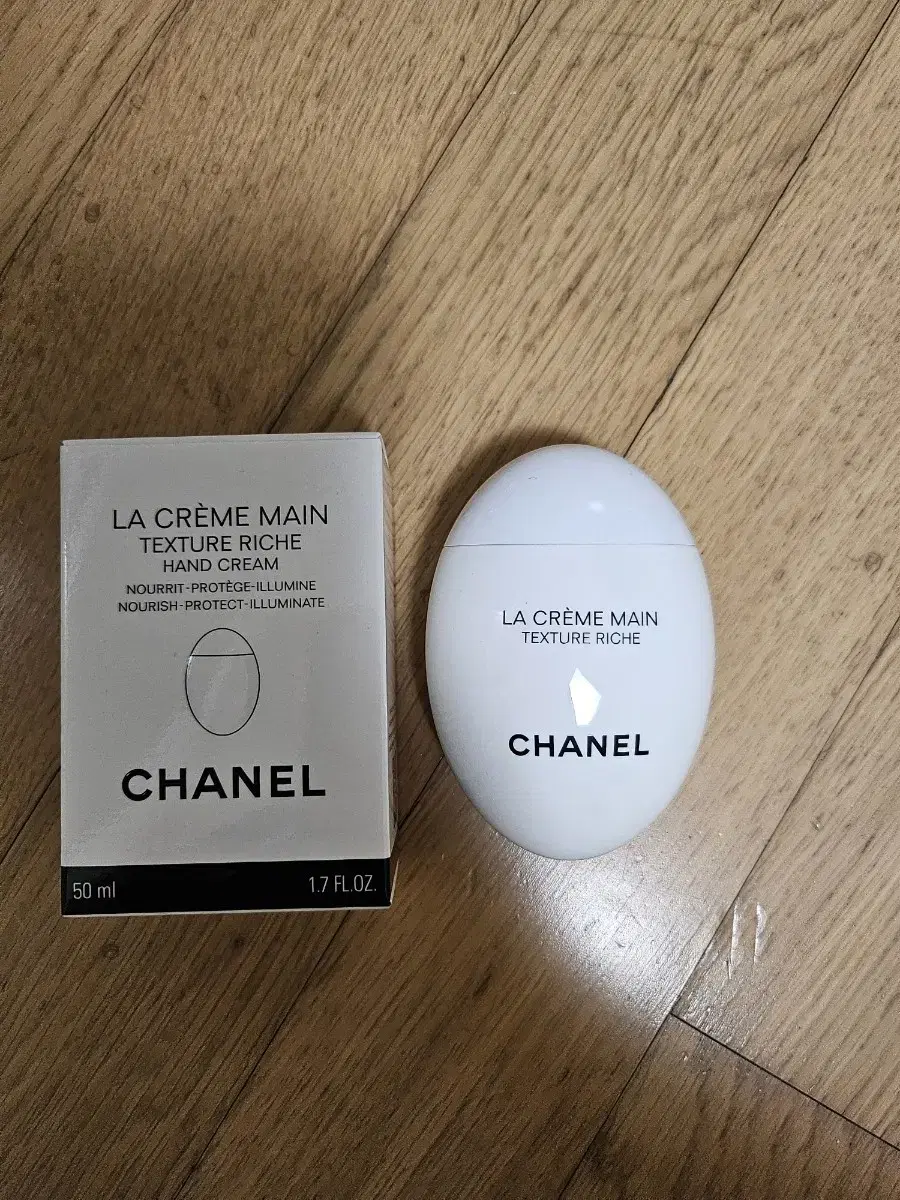 LA CRÈME MAIN
TEXTURE RICHE
HAND CREAM
NOURRIT-PROTÈGE-ILLUMINE
NOURISH-PROTECT-ILLUMINATE
CHANEL
50 ml
1.7 FL.OZ.
LA CRÈME MAIN
TEXTURE RICHE
CHANEL